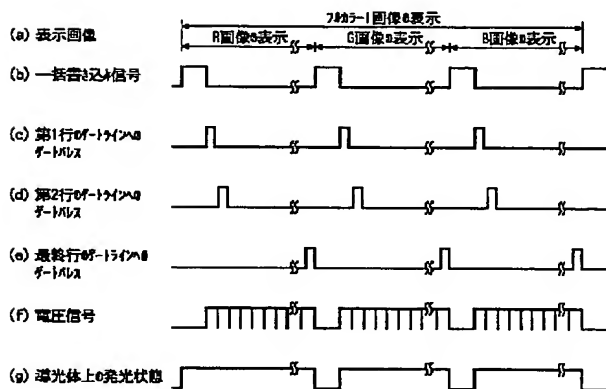 フルカラー1画像の表示
(a) 表示画像
R画像の表示
G画像の表示
B画像の表示
(b) 一括書き込み信号
(c) 第1行のゲートラインへの
ゲートパルス
(d) 第2行のゲートラインへの
ゲートパルス
(e) 最終行のゲートラインへの
ゲートパルス
(f) 電圧信号
(g) 導光体上の発光状態